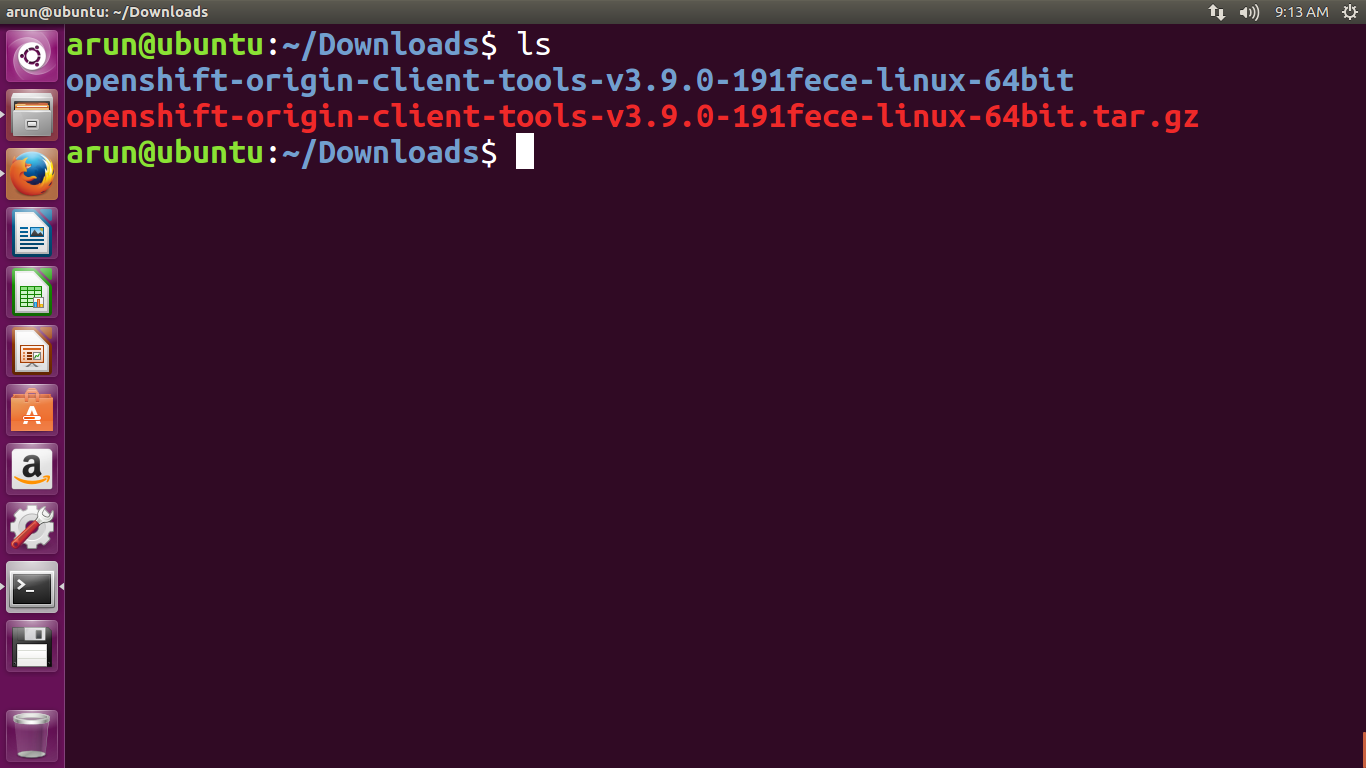 arun@ubuntu: ~/Downloads
9:13 AM
arun@ubuntu:~/Downloads$ ls
openshift-origin-client-tools-v3.9.0-191fece-linux-64bit
openshift-origin-client-tools-v3.9.0-191fece-linux-64bit.tar.gz
arun@ubuntu:~/Downloads$
A
a
>_